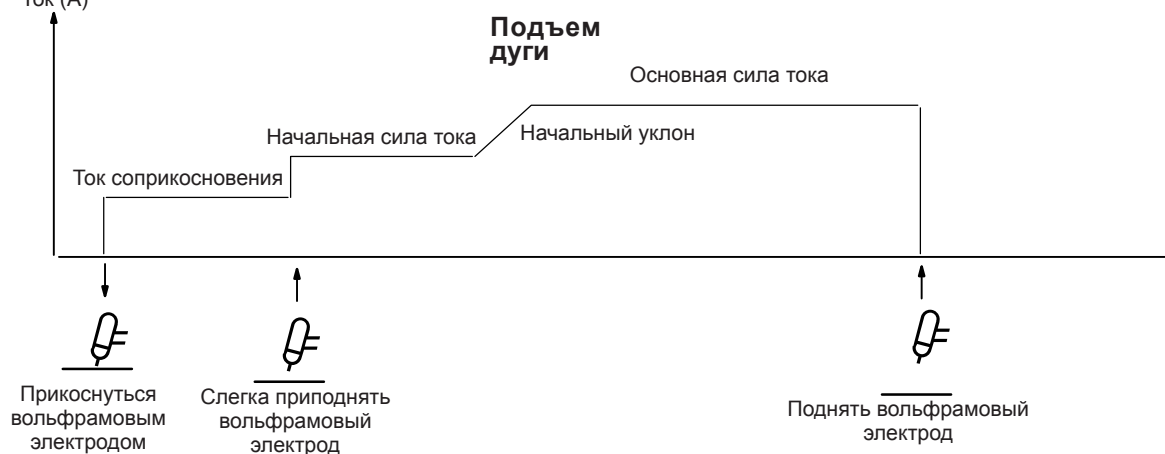 Ток (А)
Подъем
дуги
Основная сила тока
Начальная сила тока
Начальный уклон
Ток соприкосновения
Прикоснуться
вольфрамовым
электродом
Слегка приподнять
вольфрамовый
электрод
Поднять вольфрамовый
электрод